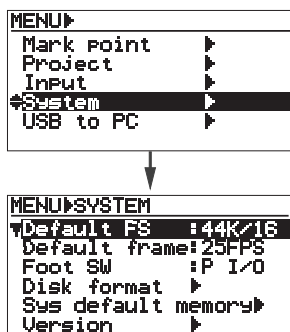 MENU▶
Mark point ▶
Project ▶
Input ▶
System ▶
USB to PC ▶
MENU▶SYSTEM
Default FS :44K/16
Default frame:25FPS
Foot SW :P I/O
Disk format ▶
Sys default memory▶
Version ▶